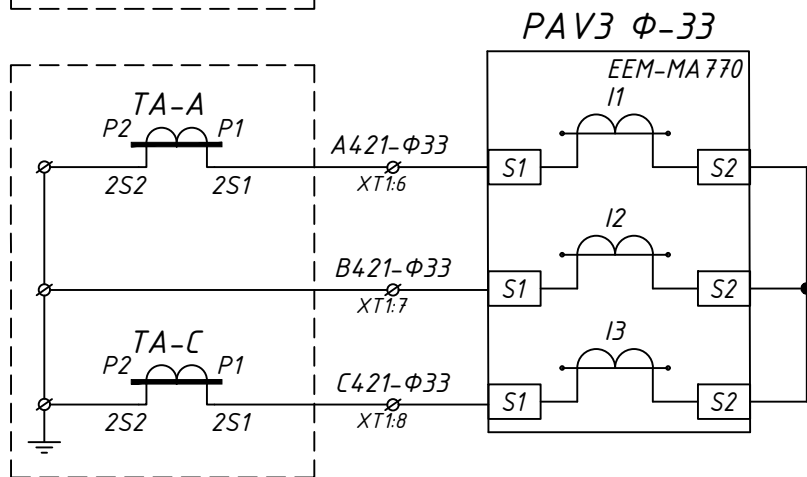 PAV3 Ф-33
EEM-MA770
TA-A
P2 P1
2S2 2S1
A421-Ф33
XT1:6
S1
I1
S2
B421-Ф33
XT1:7
S1
I2
S2
TA-C
P2 P1
2S2 2S1
C421-Ф33
XT1:8
S1
I3
S2